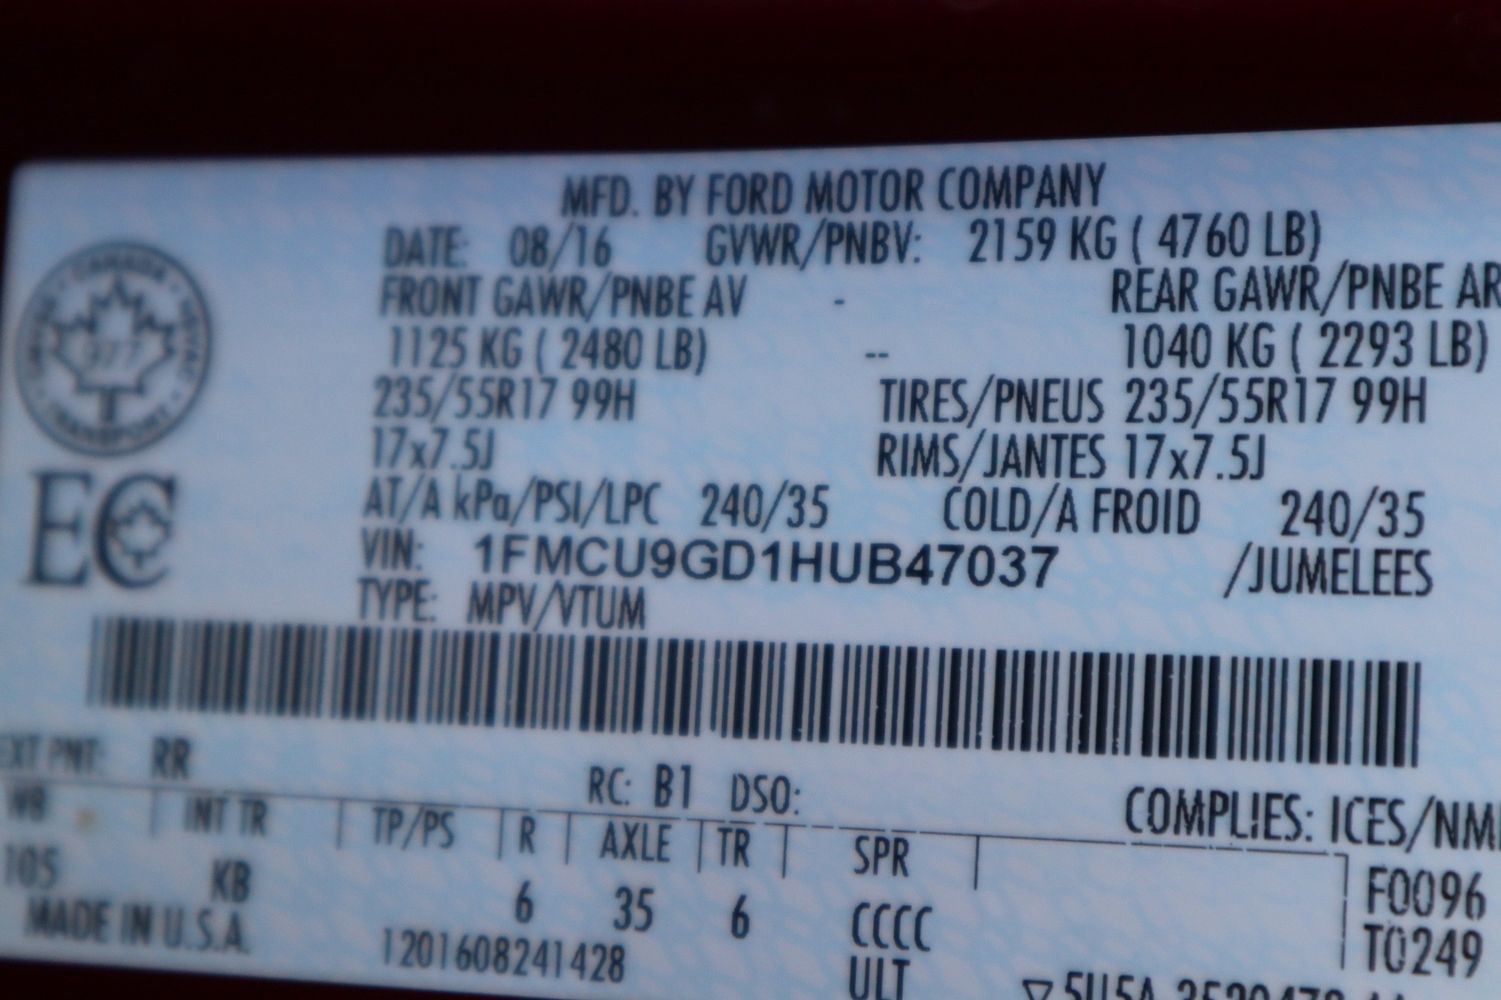 MFD. BY FORD MOTOR COMPANY
DATE: 08/16 GVWR/PNBV: 2159 KG ( 4760 LB)
FRONT GAWR/PNBE AV - REAR GAWR/PNBE AR
1125 KG ( 2480 LB) -- 1040 KG ( 2293 LB)
235/55R17 99H TIRES/PNEUS 235/55R17 99H
17x7.5J RIMS/JANTES 17x7.5J
AT/A kPa/PSI/LPC 240/35 COLD/A FROID 240/35
VIN: 1FMCU9GD1HUB47037 /JUMELEES
TYPE: MPV/VTUM
CANADA
TRANSPORT
EC
EXT PNT: RR RC: B1 DSO:
COMPLIES: ICES/NM
WB INT TR TP/PS R AXLE TR SPR
105 KB 6 35 6 CCCC F0096
MADE IN U.S.A. 1201608241428 ULT T0249